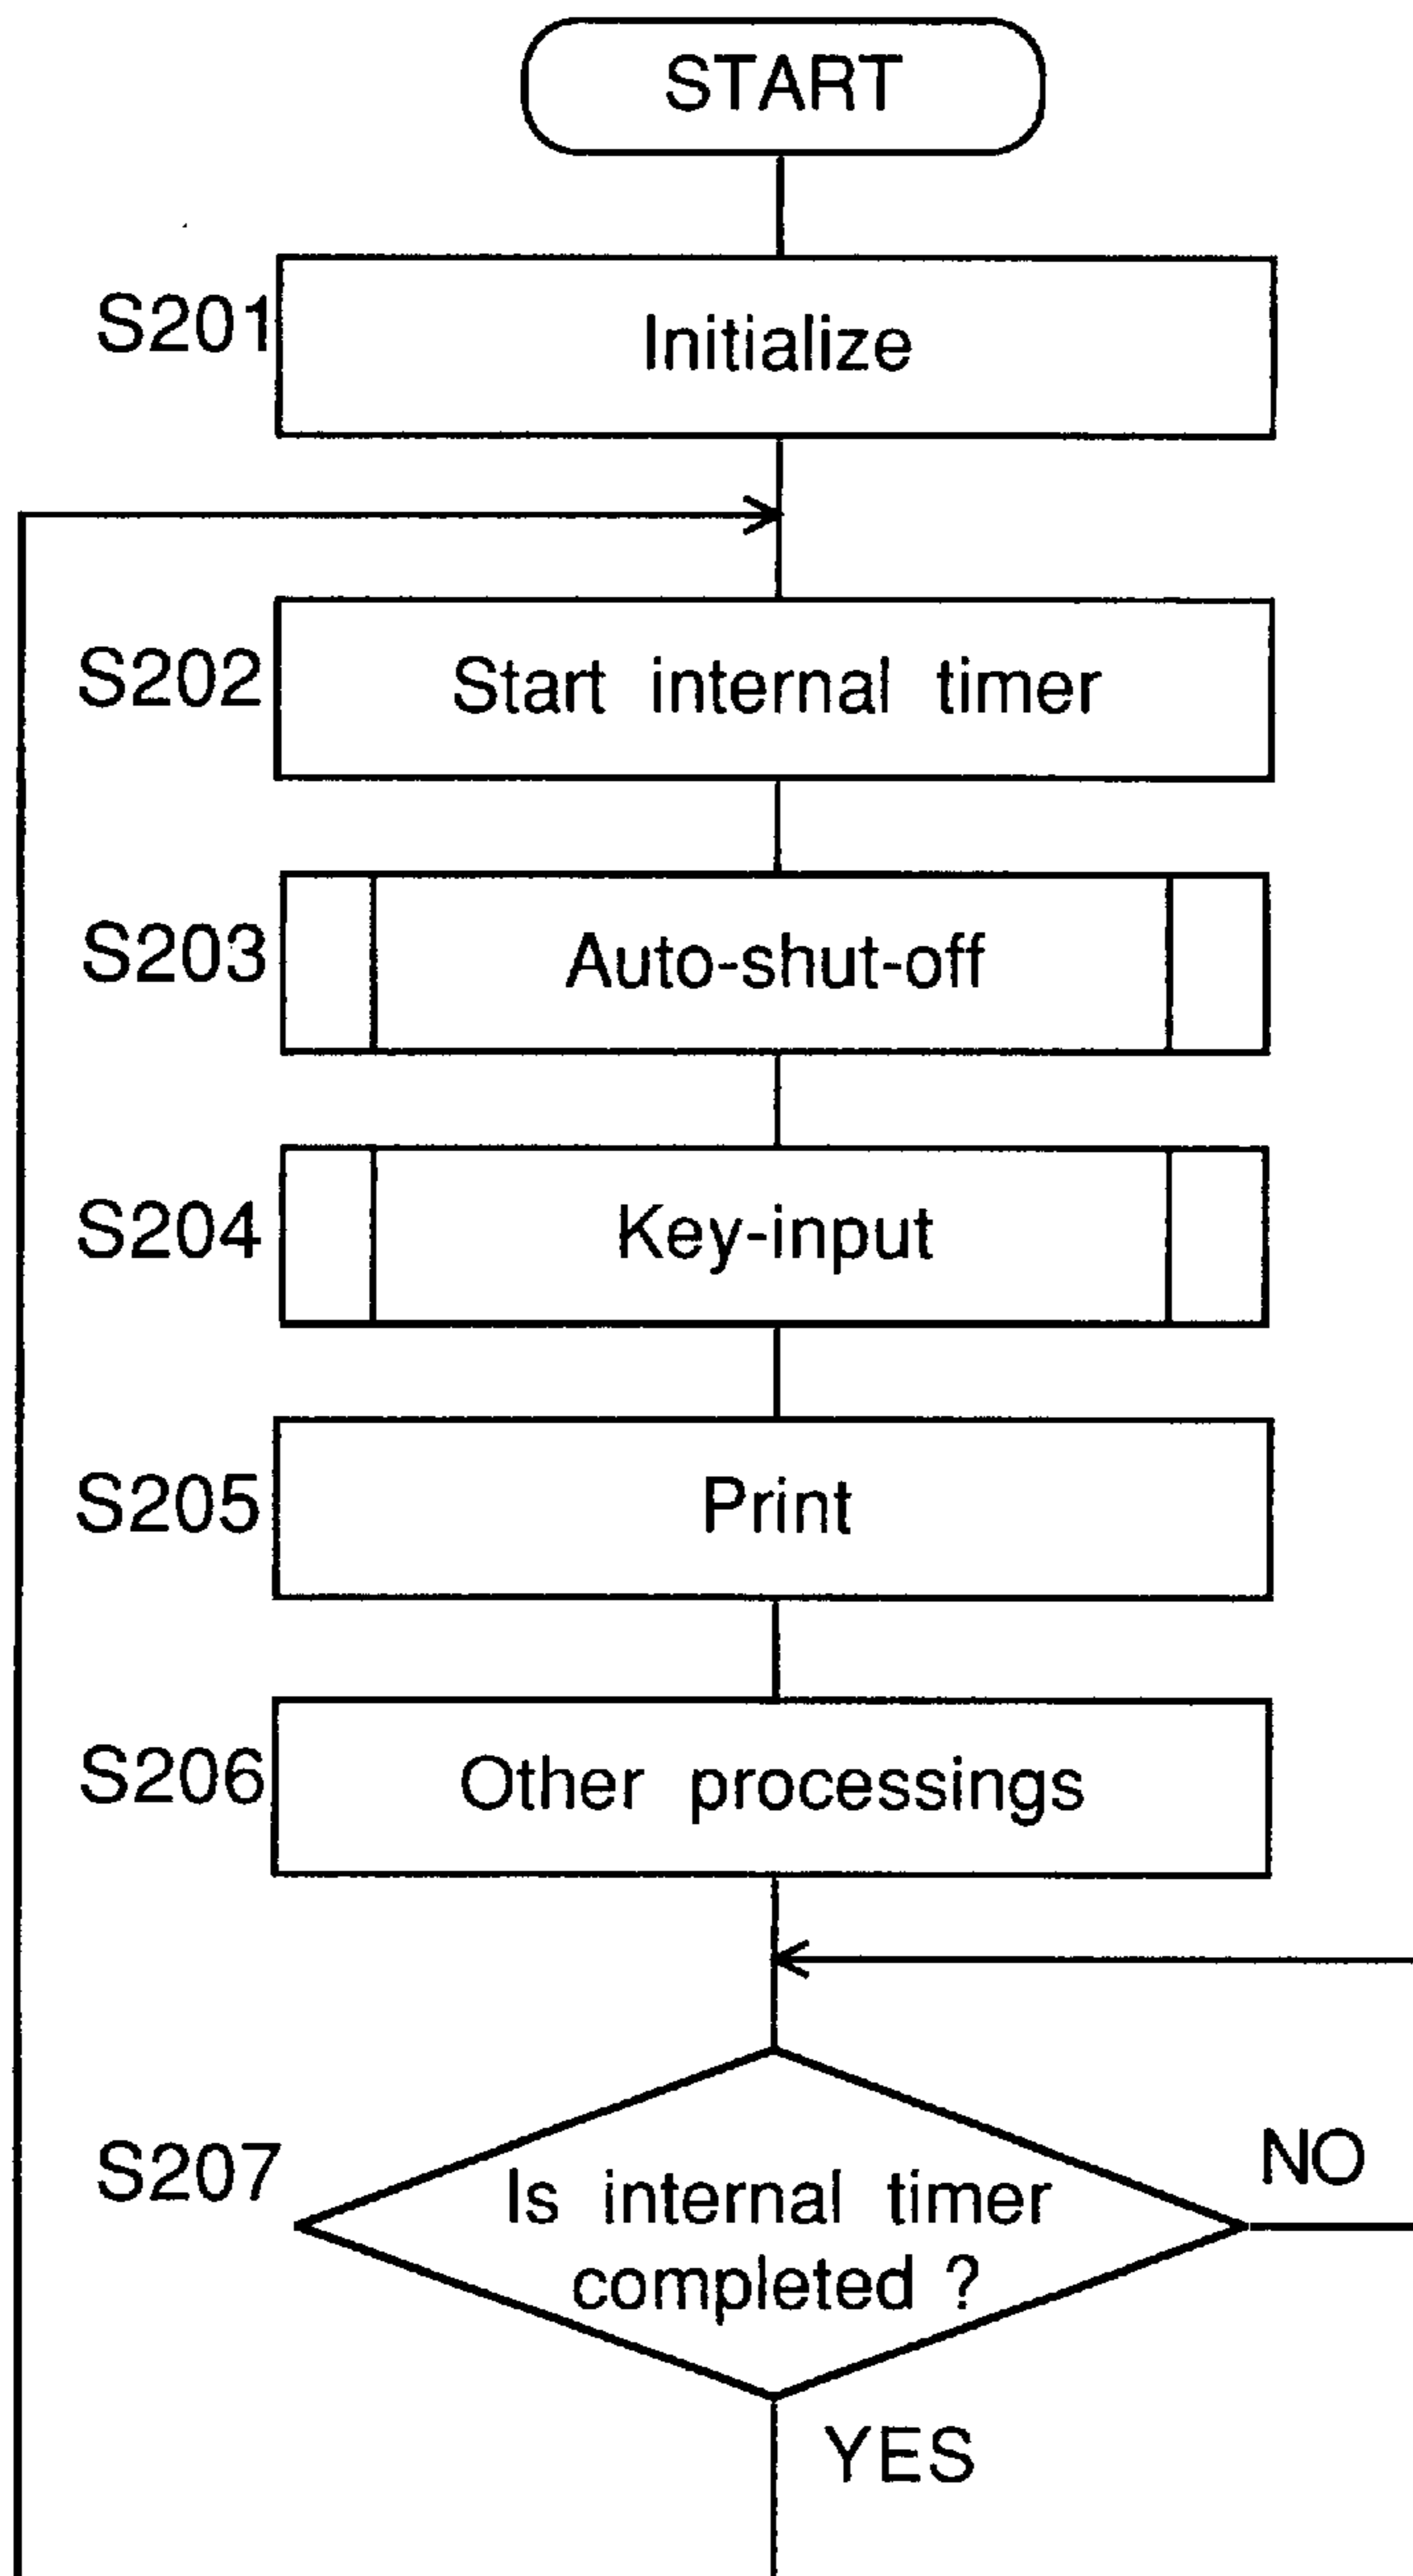 START
S201
Initialize
S202
Start internal timer
S203
Auto-shut-off
S204
Key-input
S205
Print
S206
Other processings
S207
Is internal timer
completed ?
NO
YES